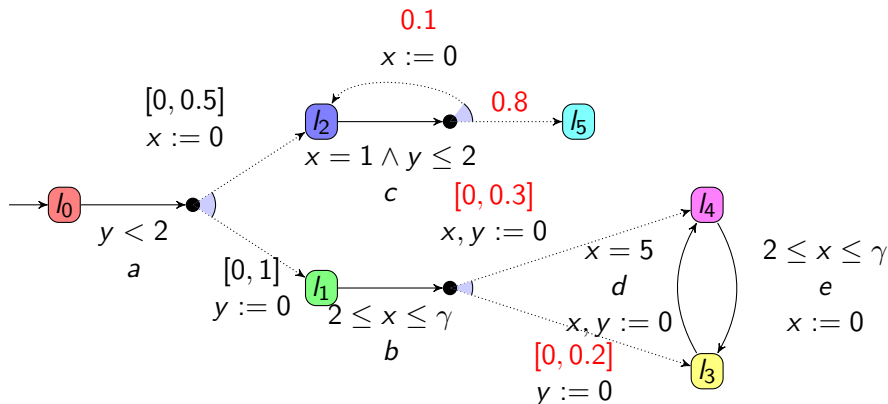 0.1
x := 0
[0, 0.5]
x := 0
l2
0.8
l5
x = 1 ∧ y ≤ 2
c
l0
y < 2
a
[0, 0.3]
x, y := 0
l4
[0, 1]
y := 0
l1
2 ≤ x ≤ γ
b
x = 5
d
x, y := 0
2 ≤ x ≤ γ
e
x := 0
[0, 0.2]
y := 0
l3